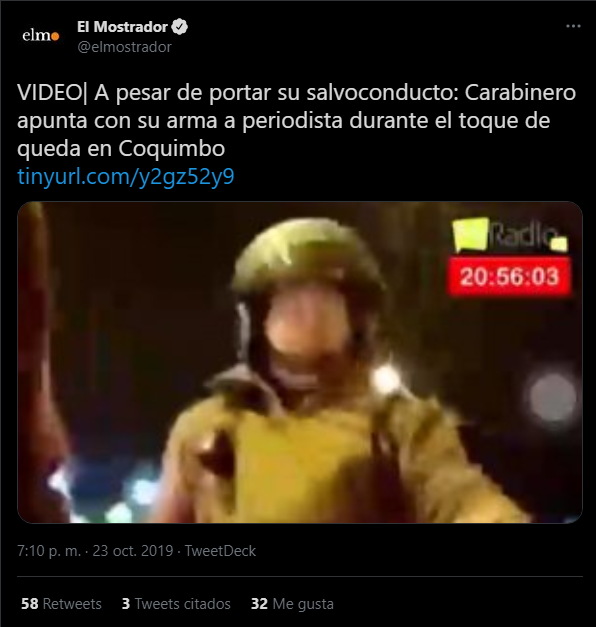 elmo
El Mostrador
@elmostrador
VIDEO| A pesar de portar su salvoconducto: Carabinero
apunta con su arma a periodista durante el toque de
queda en Coquimbo
tinyurl.com/y2gz52y9
Radio
20:56:03
7:10 p. m. · 23 oct. 2019 · TweetDeck
58 Retweets 3 Tweets citados 32 Me gusta